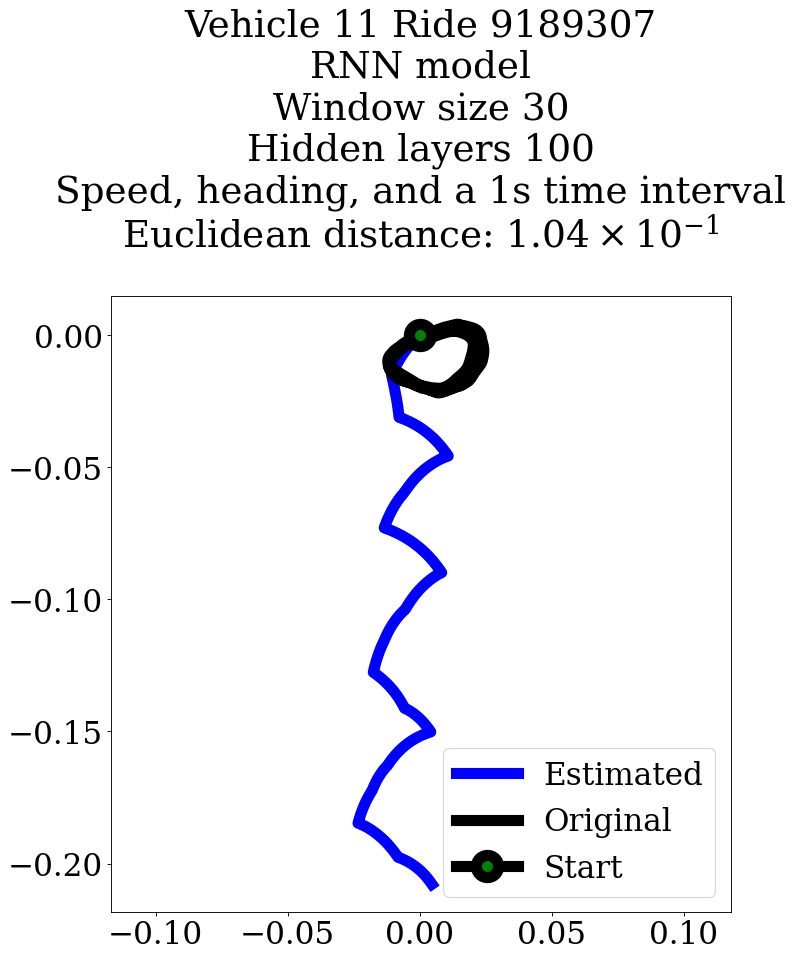 Vehicle 11 Ride 9189307
RNN model
Window size 30
Hidden layers 100
Speed, heading, and a 1s time interval
Euclidean distance: 1.04 × 10⁻¹
0.00
−0.05
−0.10
−0.15
−0.20
Estimated
Original
Start
−0.10 −0.05 0.00 0.05 0.10